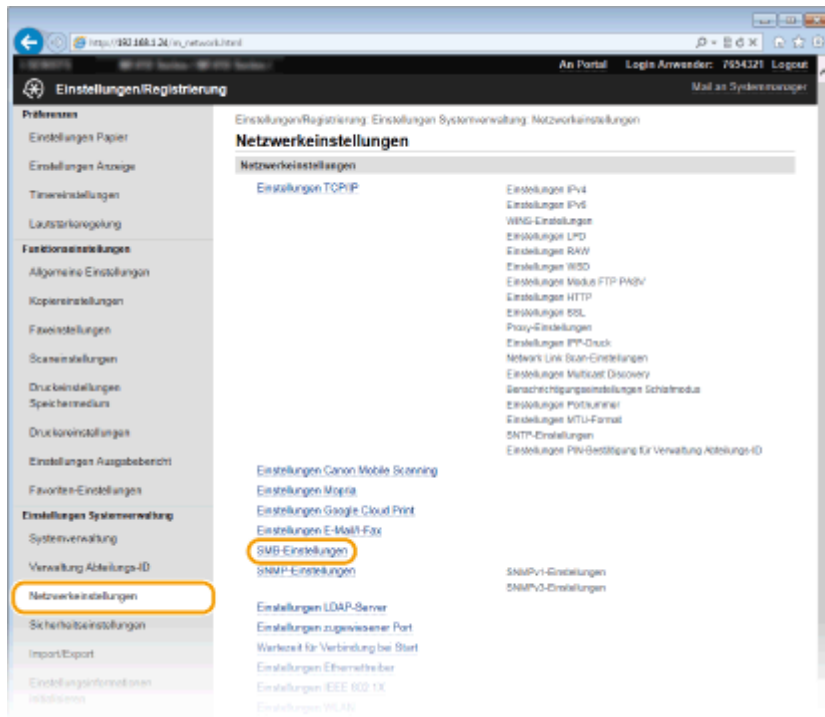 http://192.168.1.24/m_network.html
An Portal Login Anwender: 7654321 Logout
Einstellungen/Registrierung
Mail an Systemmanager
Präferenzen
Einstellungen Papier
Einstellungen Anzeige
Timereinstellungen
Lautstärkeregelung
Funktionseinstellungen
Allgemeine Einstellungen
Kopiereinstellungen
Faxeinstellungen
Scaneinstellungen
Druckeinstellungen
Speichermedium
Druckereinstellungen
Einstellungen Ausgabebericht
Favoriten-Einstellungen
Einstellungen Systemverwaltung
Systemverwaltung
Verwaltung Abteilungs-ID
Netzwerkeinstellungen
Sicherheitseinstellungen
Import/Export
Einstellungsinformationen
initialisieren
Einstellungen/Registrierung: Einstellungen Systemverwaltung: Netzwerkeinstellungen
Netzwerkeinstellungen
Netzwerkeinstellungen
Einstellungen TCP/IP
Einstellungen IPv4
Einstellungen IPv6
WINS-Einstellungen
Einstellungen LPD
Einstellungen RAW
Einstellungen WSD
Einstellungen Modus FTP PASV
Einstellungen HTTP
Einstellungen SSL
Proxy-Einstellungen
Einstellungen IPP-Druck
Network Link Scan-Einstellungen
Einstellungen Multicast Discovery
Benachrichtigungseinstellungen Schlafmodus
Einstellungen Portnummer
Einstellungen MTU-Format
SNTP-Einstellungen
Einstellungen PIN-Bestätigung für Verwaltung Abteilungs-ID
Einstellungen Canon Mobile Scanning
Einstellungen Mopria
Einstellungen Google Cloud Print
Einstellungen E-Mail/I-Fax
SMB-Einstellungen
SNMP-Einstellungen
SNMPv1-Einstellungen
SNMPv3-Einstellungen
Einstellungen LDAP-Server
Einstellungen zugewiesener Port
Wartezeit für Verbindung bei Start
Einstellungen Ethernettreiber
Einstellungen IEEE 802.1X
Einstellungen WLAN